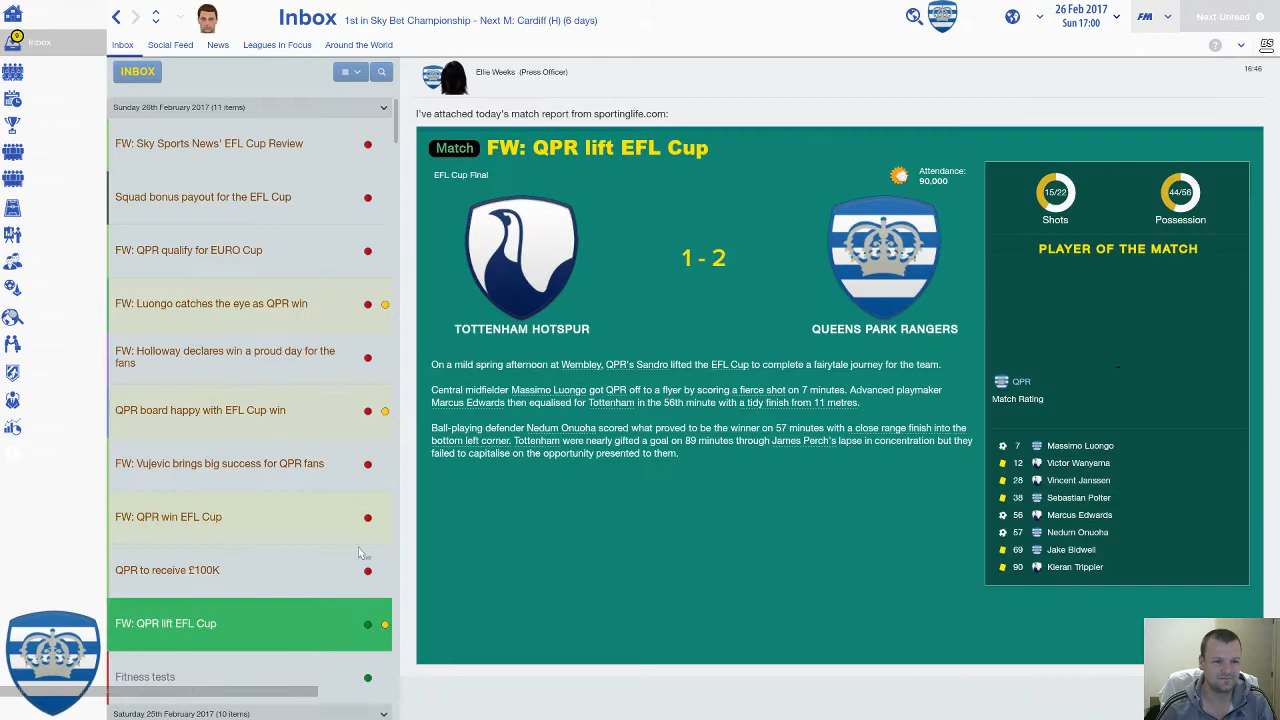 Inbox
1st in Sky Bet Championship - Next M: Cardiff (H) (6 days)
26 Feb 2017
Sun 17:00
FM
Next Unread
9
Inbox
Inbox
Social Feed
News
Leagues in Focus
Around the World
?
INBOX
Sunday 26th February 2017 (11 items)
FW: Sky Sports News' EFL Cup Review
Squad bonus payout for the EFL Cup
FW: QPR qualify for EURO Cup
FW: Luongo catches the eye as QPR win
FW: Holloway declares win a proud day for the
fans
QPR board happy with EFL Cup win
FW: Vujevic brings big success for QPR fans
FW: QPR win EFL Cup
QPR to receive £100K
FW: QPR lift EFL Cup
Fitness tests
Saturday 25th February 2017 (10 items)
Ellie Weeks (Press Officer)
16:46
I've attached today's match report from sportinglife.com:
Match FW: QPR lift EFL Cup
EFL Cup Final
Attendance:
90,000
1 - 2
TOTTENHAM HOTSPUR
QUEENS PARK RANGERS
On a mild spring afternoon at Wembley, QPR's Sandro lifted the EFL Cup to complete a fairytale journey for the team.
Central midfielder Massimo Luongo got QPR off to a flyer by scoring a fierce shot on 7 minutes. Advanced playmaker
Marcus Edwards then equalised for Tottenham in the 56th minute with a tidy finish from 11 metres.
Ball-playing defender Nedum Onuoha scored what proved to be the winner on 57 minutes with a close range finish into the
bottom left corner. Tottenham were nearly gifted a goal on 89 minutes through James Perch's lapse in concentration but they
failed to capitalise on the opportunity presented to them.
15/22
Shots
44/56
Possession
PLAYER OF THE MATCH
QPR
Match Rating
7 Massimo Luongo
12 Victor Wanyama
28 Vincent Janssen
38 Sebastian Polter
56 Marcus Edwards
57 Nedum Onuoha
69 Jake Bidwell
90 Kieran Trippier